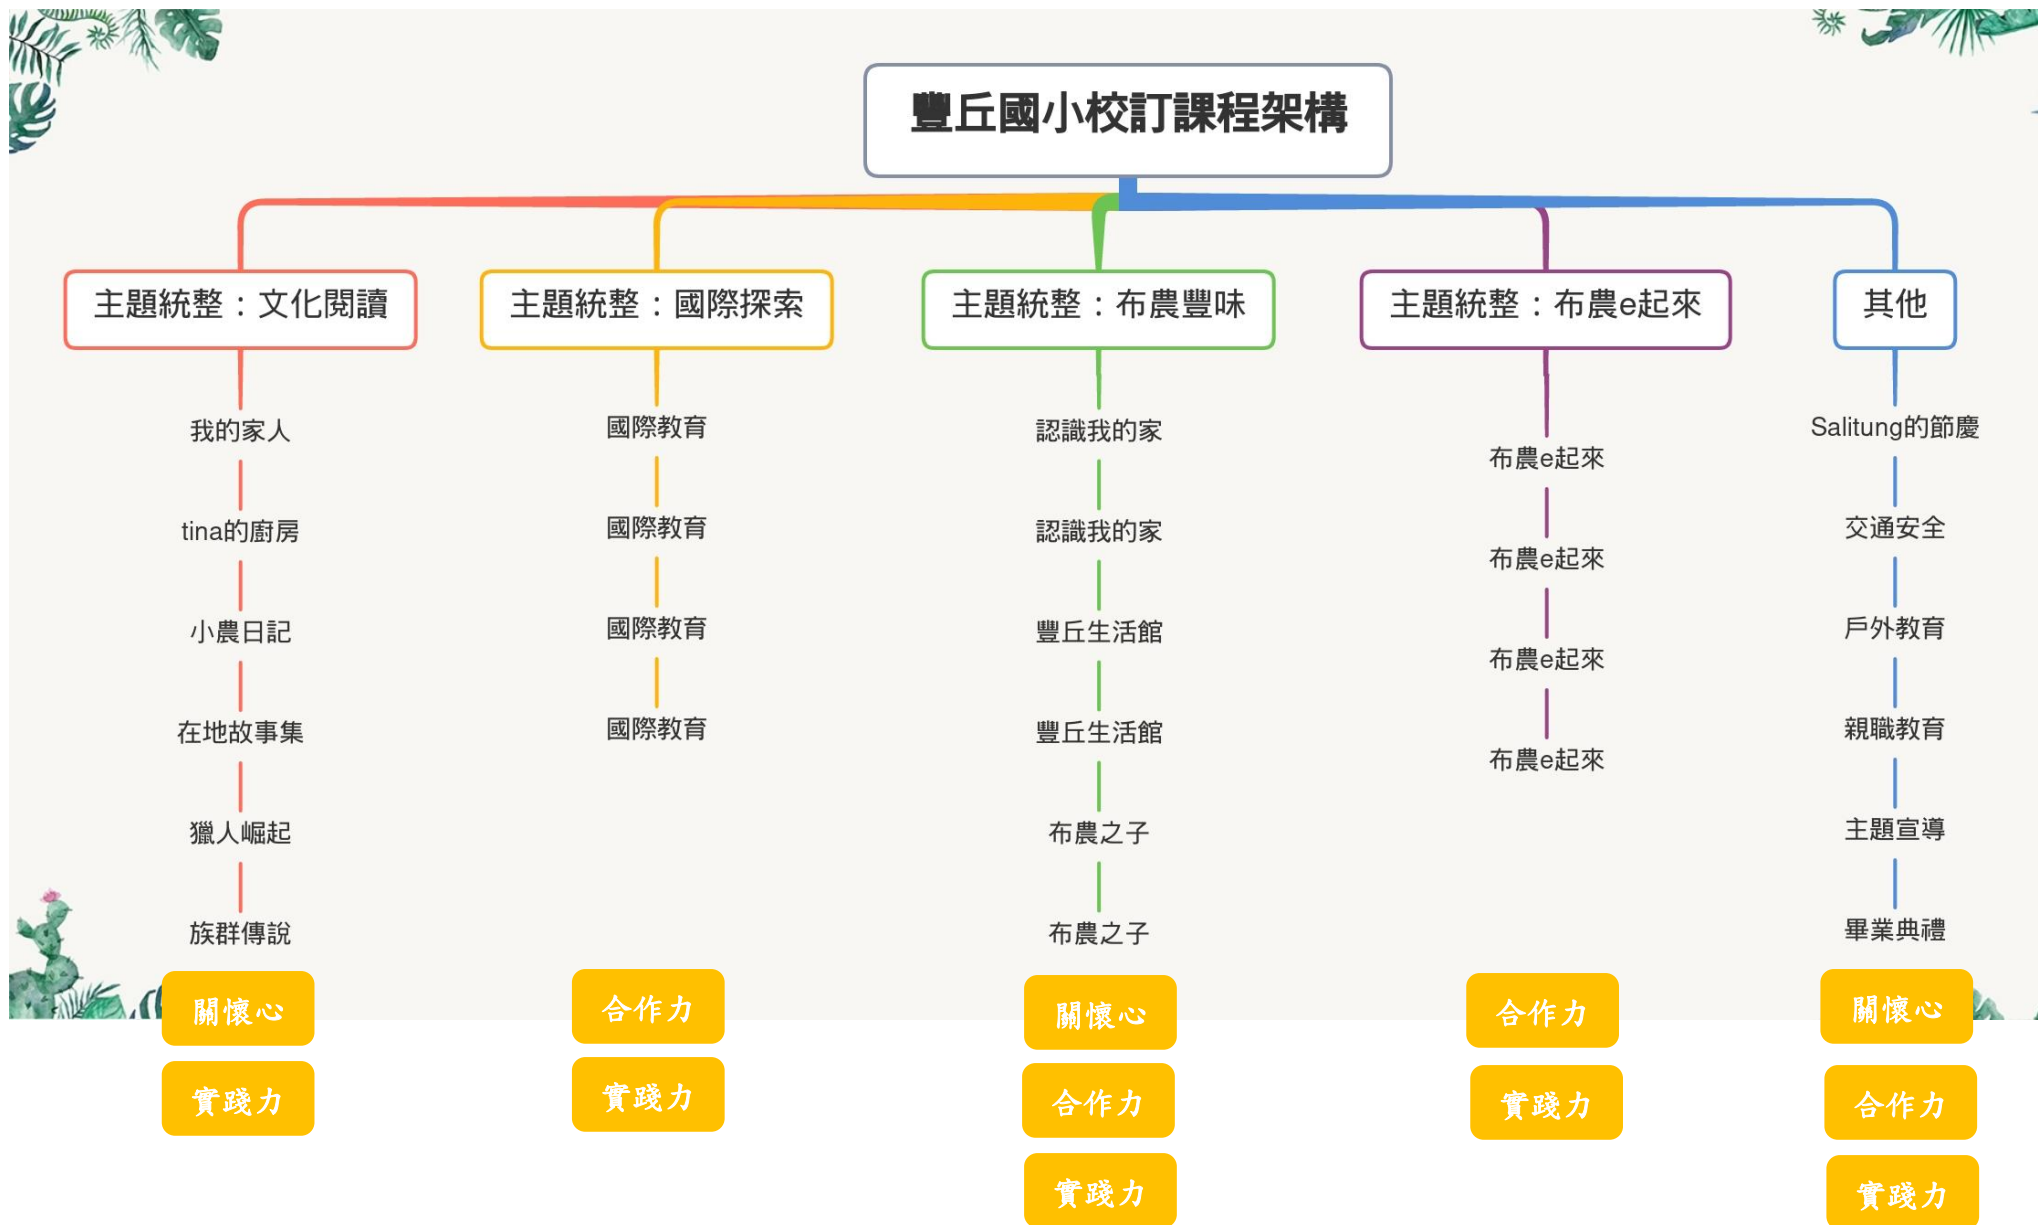 豐丘國小校訂課程架構
主題統整：文化閱讀
我的家人
tina的廚房
小農日記
在地故事集
獵人崛起
族群傳說
關懷心
實踐力
主題統整：國際探索
國際教育
國際教育
國際教育
國際教育
合作力
實踐力
主題統整：布農豐味
認識我的家
認識我的家
豐丘生活館
豐丘生活館
布農之子
布農之子
關懷心
合作力
實踐力
主題統整：布農e起來
布農e起來
布農e起來
布農e起來
布農e起來
合作力
實踐力
其他
Salitung的節慶
交通安全
戶外教育
親職教育
主題宣導
畢業典禮
關懷心
合作力
實踐力